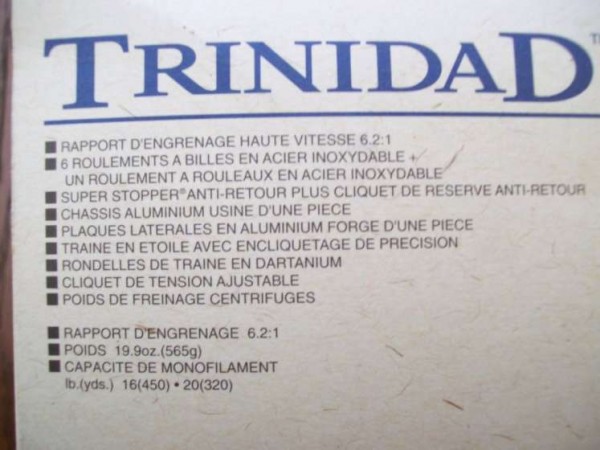 TRINIDAD™
■ RAPPORT D'ENGRENAGE HAUTE VITESSE 6.2:1
■ 6 ROULEMENTS A BILLES EN ACIER INOXYDABLE +
UN ROULEMENT A ROULEAUX EN ACIER INOXYDABLE
■ SUPER STOPPER® ANTI-RETOUR PLUS CLIQUET DE RESERVE ANTI-RETOUR
■ CHASSIS ALUMINIUM USINE D'UNE PIECE
■ PLAQUES LATERALES EN ALUMINIUM FORGE D'UNE PIECE
■ TRAINE EN ETOILE AVEC ENCLIQUETAGE DE PRECISION
■ RONDELLES DE TRAINE EN DARTANIUM
■ CLIQUET DE TENSION AJUSTABLE
■ POIDS DE FREINAGE CENTRIFUGES
■ RAPPORT D'ENGRENAGE 6.2:1
■ POIDS 19.9oz.(565g)
■ CAPACITE DE MONOFILAMENT
lb.(yds.) 16(450) • 20(320)